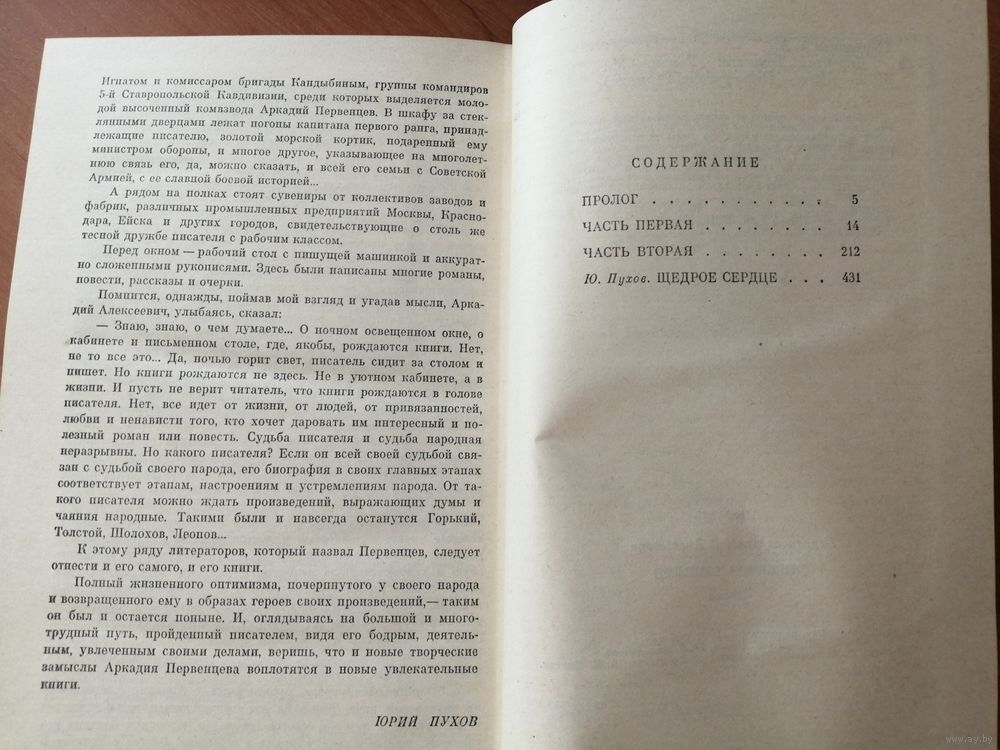 Игнатом и комиссаром бригады Кандыбиным, группы командиров
5-й Ставропольской Кавдивизии, среди которых выделяется моло-
дой высоченный комвзвода Аркадий Первенцев. В шкафу за стек-
лянными дверцами лежат погоны капитана первого ранга, принад-
лежащие писателю, золотой морской кортик, подаренный ему
министром обороны, и многое другое, указывающее на многолет-
нюю связь его, да, можно сказать, и всей его семьи с Советской
Армией, с ее славной боевой историей...
А рядом на полках стоят сувениры от коллективов заводов и
фабрик, различных промышленных предприятий Москвы, Красно-
дара, Ейска и других городов, свидетельствующие о столь же
тесной дружбе писателя с рабочим классом.
Перед окном — рабочий стол с пишущей машинкой и аккурат-
но сложенными рукописями. Здесь были написаны многие романы,
повести, рассказы и очерки.
Помнится, однажды, поймав мой взгляд и угадав мысли, Арка-
дий Алексеевич, улыбаясь, сказал:
— Знаю, знаю, о чем думаете... О ночном освещенном окне, о
кабинете и письменном столе, где, якобы, рождаются книги. Нет,
не то все это... Да, ночью горит свет, писатель сидит за столом и
пишет. Но книги рождаются не здесь. Не в уютном кабинете, а в
жизни. И пусть не верит читатель, что книги рождаются в голове
писателя. Нет, все идет от жизни, от людей, от привязанностей,
любви и ненависти того, кто хочет даровать им интересный и по-
лезный роман или повесть. Судьба писателя и судьба народная
неразрывны. Но какого писателя? Если он всей своей судьбой свя-
зан с судьбой своего народа, его биография в своих главных этапах
соответствует этапам, настроениям и устремлениям народа. От та-
кого писателя можно ждать произведений, выражающих думы и
чаяния народные. Такими были и навсегда останутся Горький,
Толстой, Шолохов, Леонов...
К этому ряду литераторов, который назвал Первенцев, следует
отнести и его самого, и его книги.
Полный жизненного оптимизма, почерпнутого у своего народа
и возвращенного ему в образах героев своих произведений,— таким
он был и остается поныне. И, оглядываясь на большой и много-
трудный путь, пройденный писателем, видя его бодрым, деятель-
ным, увлеченным своими делами, веришь, что и новые творческие
замыслы Аркадия Первенцева воплотятся в новые увлекательные
книги.
ЮРИЙ ПУХОВ
СОДЕРЖАНИЕ
ПРОЛОГ . . . . . . . . . . . 5
ЧАСТЬ ПЕРВАЯ . . . . . . . . 14
ЧАСТЬ ВТОРАЯ . . . . . . . . 212
Ю. Пухов. ЩЕДРОЕ СЕРДЦЕ . . . 431
www.ay.by